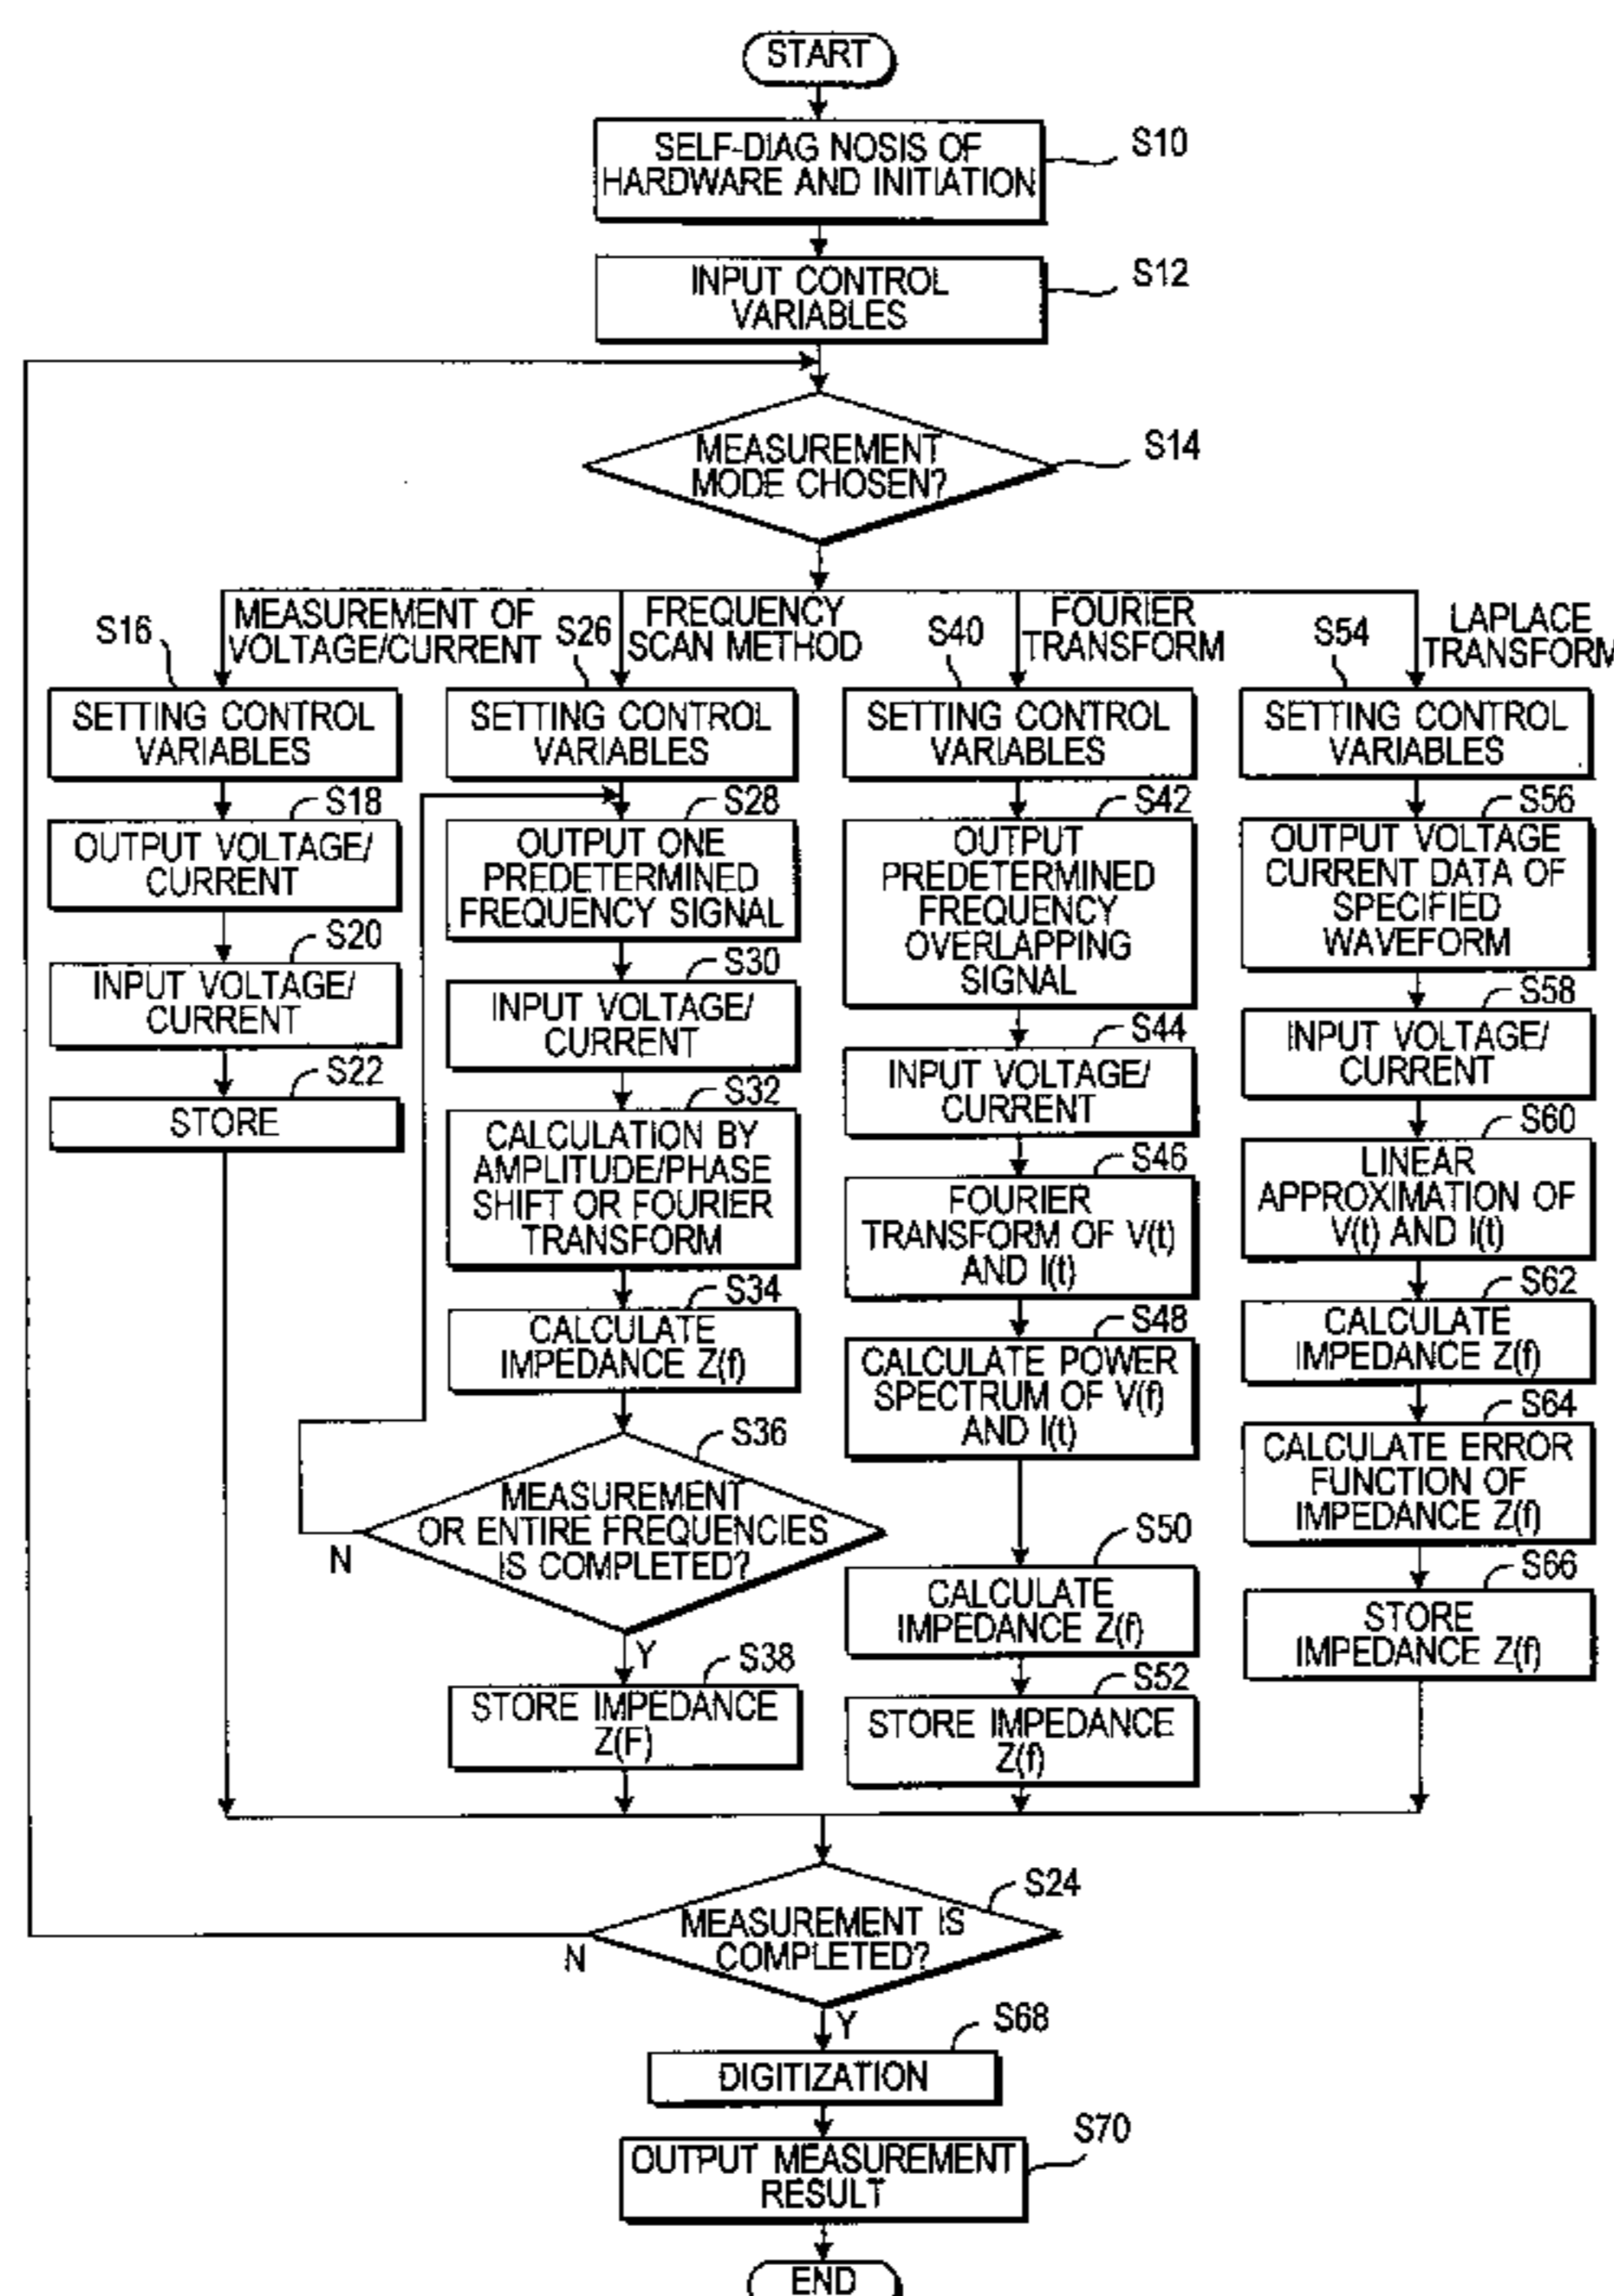 START
SELF-DIAG NOSIS OF
HARDWARE AND INITIATION
S10
INPUT CONTROL
VARIABLES
S12
MEASUREMENT
MODE CHOSEN?
S14
MEASUREMENT OF
VOLTAGE/CURRENT
S16
SETTING CONTROL
VARIABLES
S18
OUTPUT VOLTAGE/
CURRENT
S20
INPUT VOLTAGE/
CURRENT
S22
STORE
FREQUENCY
SCAN METHOD
S26
SETTING CONTROL
VARIABLES
S28
OUTPUT ONE
PREDETERMINED
FREQUENCY SIGNAL
S30
INPUT VOLTAGE/
CURRENT
S32
CALCULATION BY
AMPLITUDE/PHASE
SHIFT OR FOURIER
TRANSFORM
S34
CALCULATE
IMPEDANCE Z(f)
S36
MEASUREMENT
OR ENTIRE FREQUENCIES
IS COMPLETED?
N
Y
S38
STORE IMPEDANCE
Z(F)
FOURIER
TRANSFORM
S40
SETTING CONTROL
VARIABLES
S42
OUTPUT
PREDETERMINED
FREQUENCY
OVERLAPPING
SIGNAL
S44
INPUT VOLTAGE/
CURRENT
S46
FOURIER
TRANSFORM OF V(t)
AND I(t)
S48
CALCULATE POWER
SPECTRUM OF V(f)
AND I(t)
S50
CALCULATE
IMPEDANCE Z(f)
S52
STORE IMPEDANCE
Z(f)
LAPLACE
TRANSFORM
S54
SETTING CONTROL
VARIABLES
S56
OUTPUT VOLTAGE
CURRENT DATA OF
SPECIFIED
WAVEFORM
S58
INPUT VOLTAGE/
CURRENT
S60
LINEAR
APPROXIMATION OF
V(t) AND I(t)
S62
CALCULATE
IMPEDANCE Z(f)
S64
CALCULATE ERROR
FUNCTION OF
IMPEDANCE Z(f)
S66
STORE
IMPEDANCE Z(f)
S24
MEASUREMENT IS
COMPLETED?
N
Y
S68
DIGITIZATION
S70
OUTPUT MEASUREMENT
RESULT
END